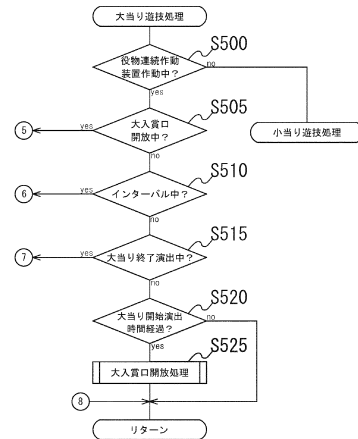 大当り遊技処理
S500
役物連続作動
装置作動中？
no
yes
S505
大入賞口
開放中？
yes
5
no
小当り遊技処理
S510
インターバル中？
yes
6
no
S515
大当り終了演出中？
yes
7
no
S520
大当り開始演出
時間経過？
no
yes
S525
大入賞口開放処理
8
リターン